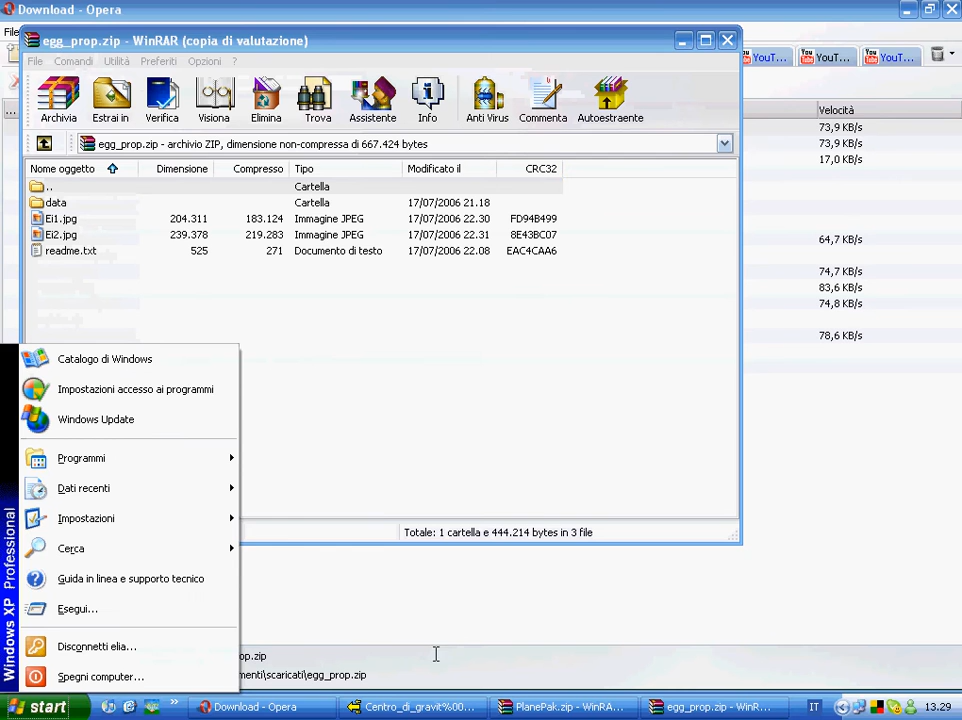 Download - Opera
File
egg_prop.zip - WinRAR (copia di valutazione)
File Comandi Utilità Preferiti Opzioni ?
Archivia Estrai in Verifica Visiona Elimina Trova Assistente Info Anti Virus Commenta Autoestraente
YouT... YouT... YouT...
egg_prop.zip - archivio ZIP, dimensione non-compressa di 667.424 bytes
Nome oggetto Dimensione Compresso Tipo Modificato il CRC32
.. Cartella
data Cartella 17/07/2006 21.18
Ei1.jpg 204.311 183.124 Immagine JPEG 17/07/2006 22.30 FD94B499
Ei2.jpg 239.378 219.283 Immagine JPEG 17/07/2006 22.31 8E43BC07
readme.txt 525 271 Documento di testo 17/07/2006 22.08 EAC4CAA6
Totale: 1 cartella e 444.214 bytes in 3 file
...
Velocità
73,9 KB/s
73,9 KB/s
17,0 KB/s
64,7 KB/s
74,7 KB/s
83,6 KB/s
74,8 KB/s
78,6 KB/s
Windows XP Professional
Catalogo di Windows
Impostazioni accesso ai programmi
Windows Update
Programmi
Dati recenti
Impostazioni
Cerca
Guida in linea e supporto tecnico
Esegui...
Disconnetti elia...
Spegni computer...
op.zip
menti\scaricati\egg_prop.zip
start
Download - Opera
Centro_di_gravit%00...
PlanePak.zip - WinRA...
egg_prop.zip - WinR...
IT
13.29